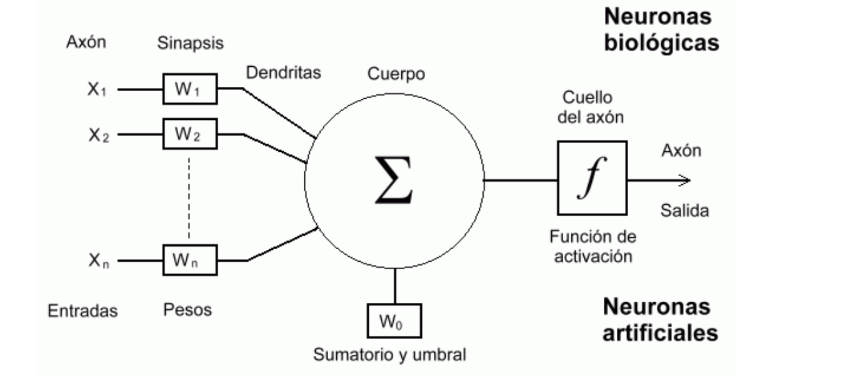 Neuronas
biológicas
Axón
Sinapsis
Dendritas
Cuerpo
Cuello
del axón
X1
W1
X2
W2
Σ
f
Axón
Salida
Función de
activación
Xn
Wn
Entradas
Pesos
W0
Sumatorio y umbral
Neuronas
artificiales